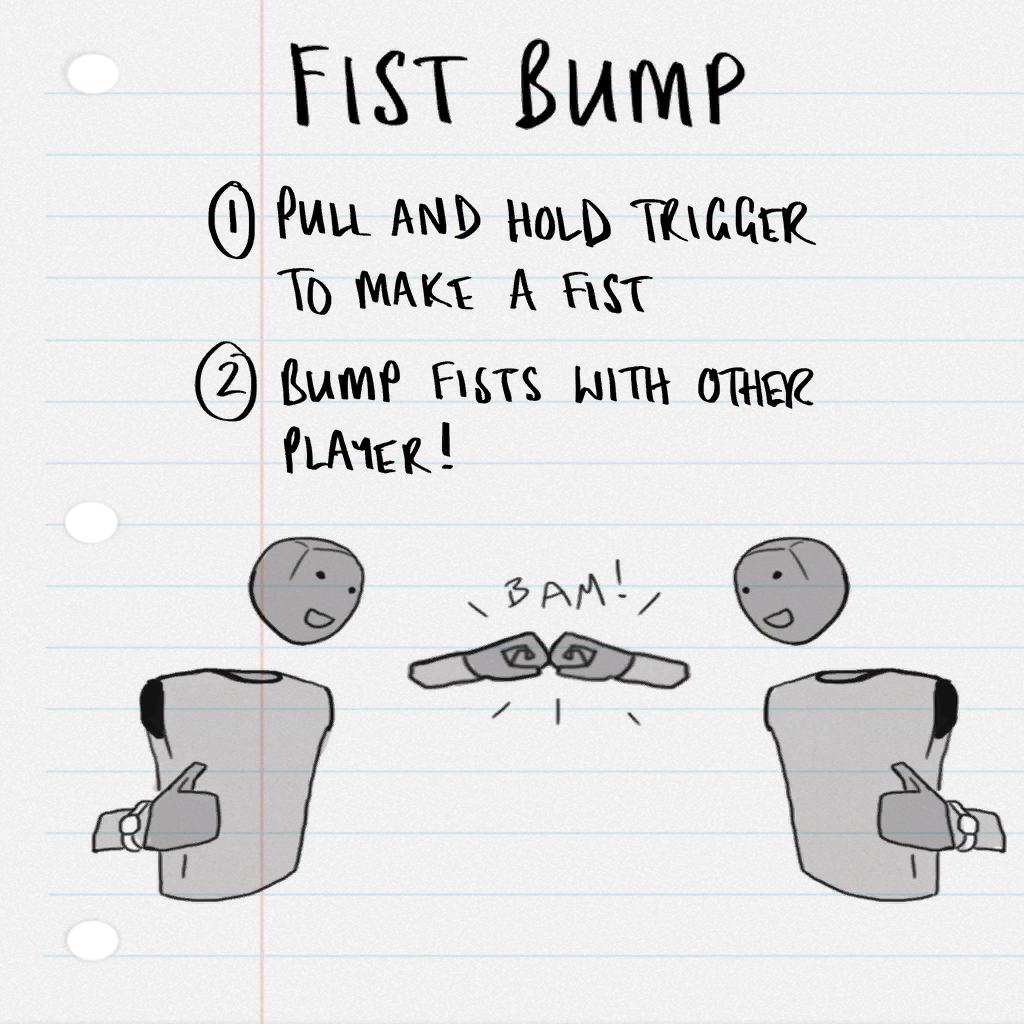 FIST BUMP
1 PULL AND HOLD TRIGGER
TO MAKE A FIST
2 BUMP FISTS WITH OTHER
PLAYER!
BAM!